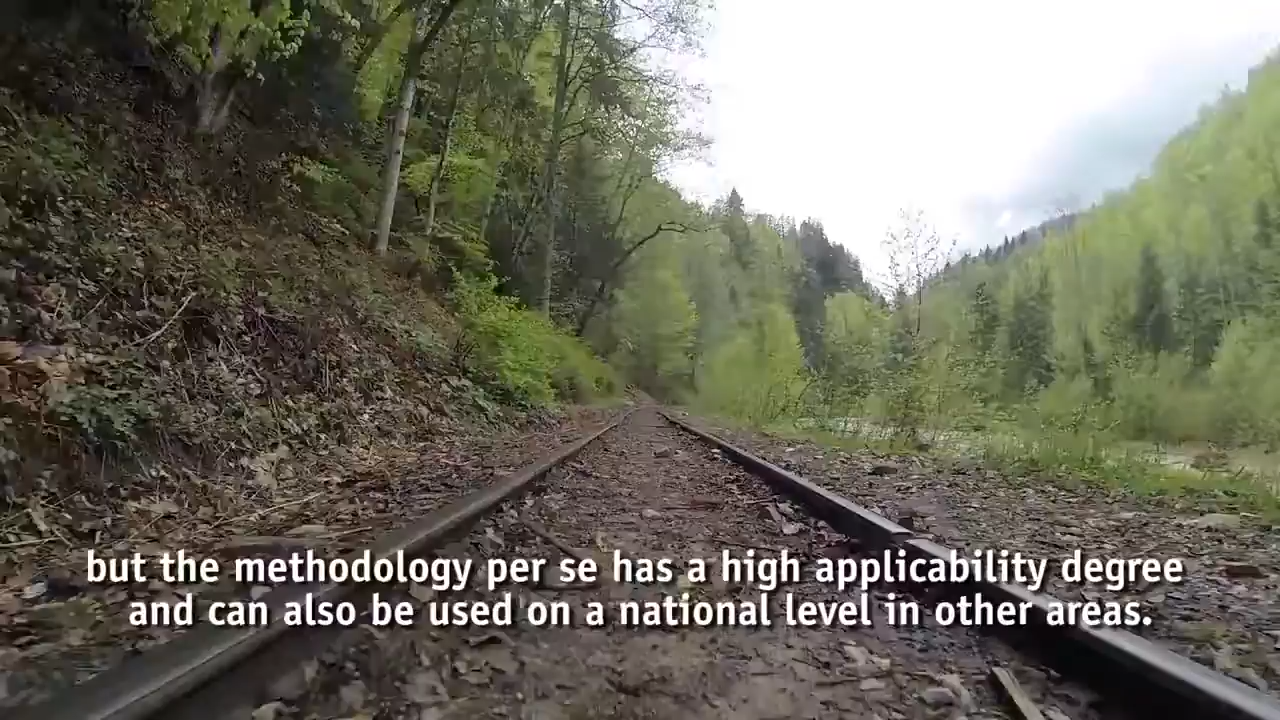 but the methodology per se has a high applicability degree
and can also be used on a national level in other areas.